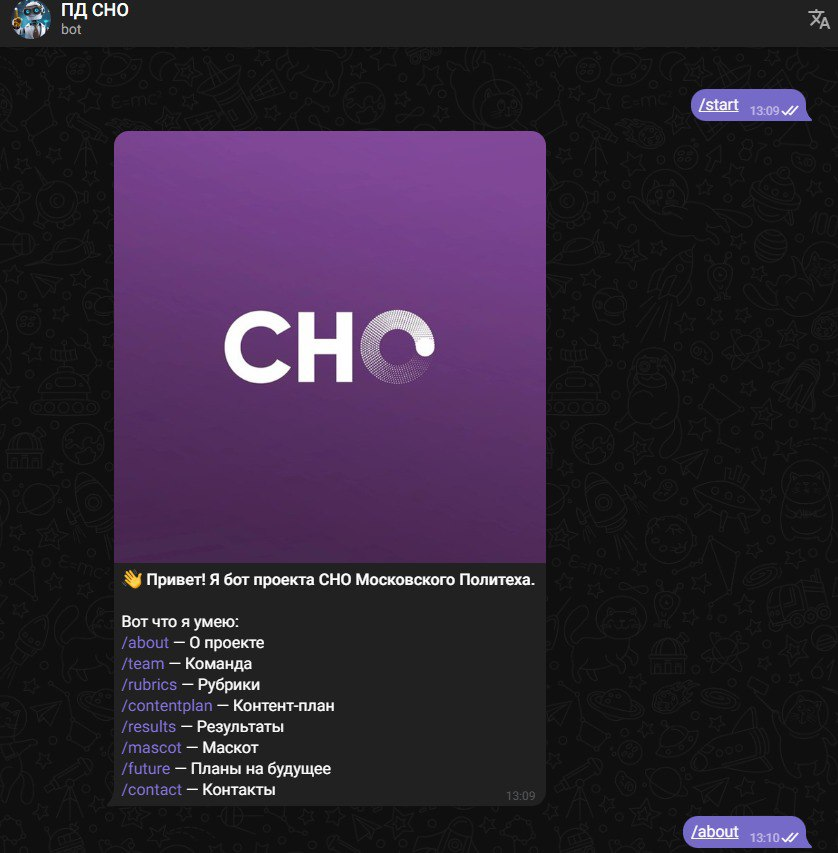 ПД СНО
bot
/start 13:09
СНО
👋 Привет! Я бот проекта СНО Московского Политеха.
Вот что я умею:
/about — О проекте
/team — Команда
/rubrics — Рубрики
/contentplan — Контент-план
/results — Результаты
/mascot — Маскот
/future — Планы на будущее
/contact — Контакты
13:09
/about 13:10